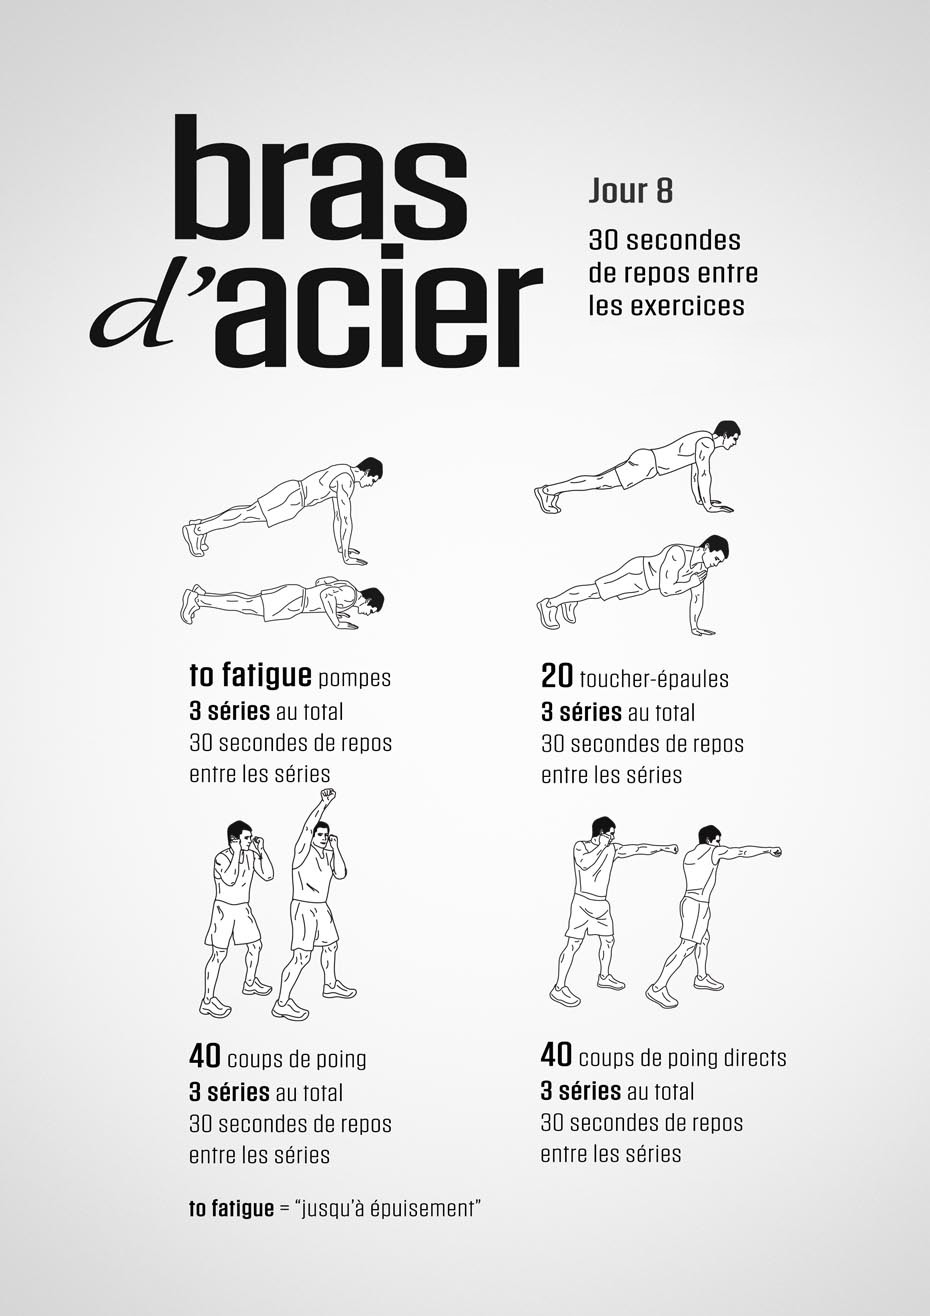 bras
d'acier
Jour 8
30 secondes
de repos entre
les exercices
to fatigue pompes
3 séries au total
30 secondes de repos
entre les séries
20 toucher-épaules
3 séries au total
30 secondes de repos
entre les séries
40 coups de poing
3 séries au total
30 secondes de repos
entre les séries
40 coups de poing directs
3 séries au total
30 secondes de repos
entre les séries
to fatigue = “jusqu’à épuisement”